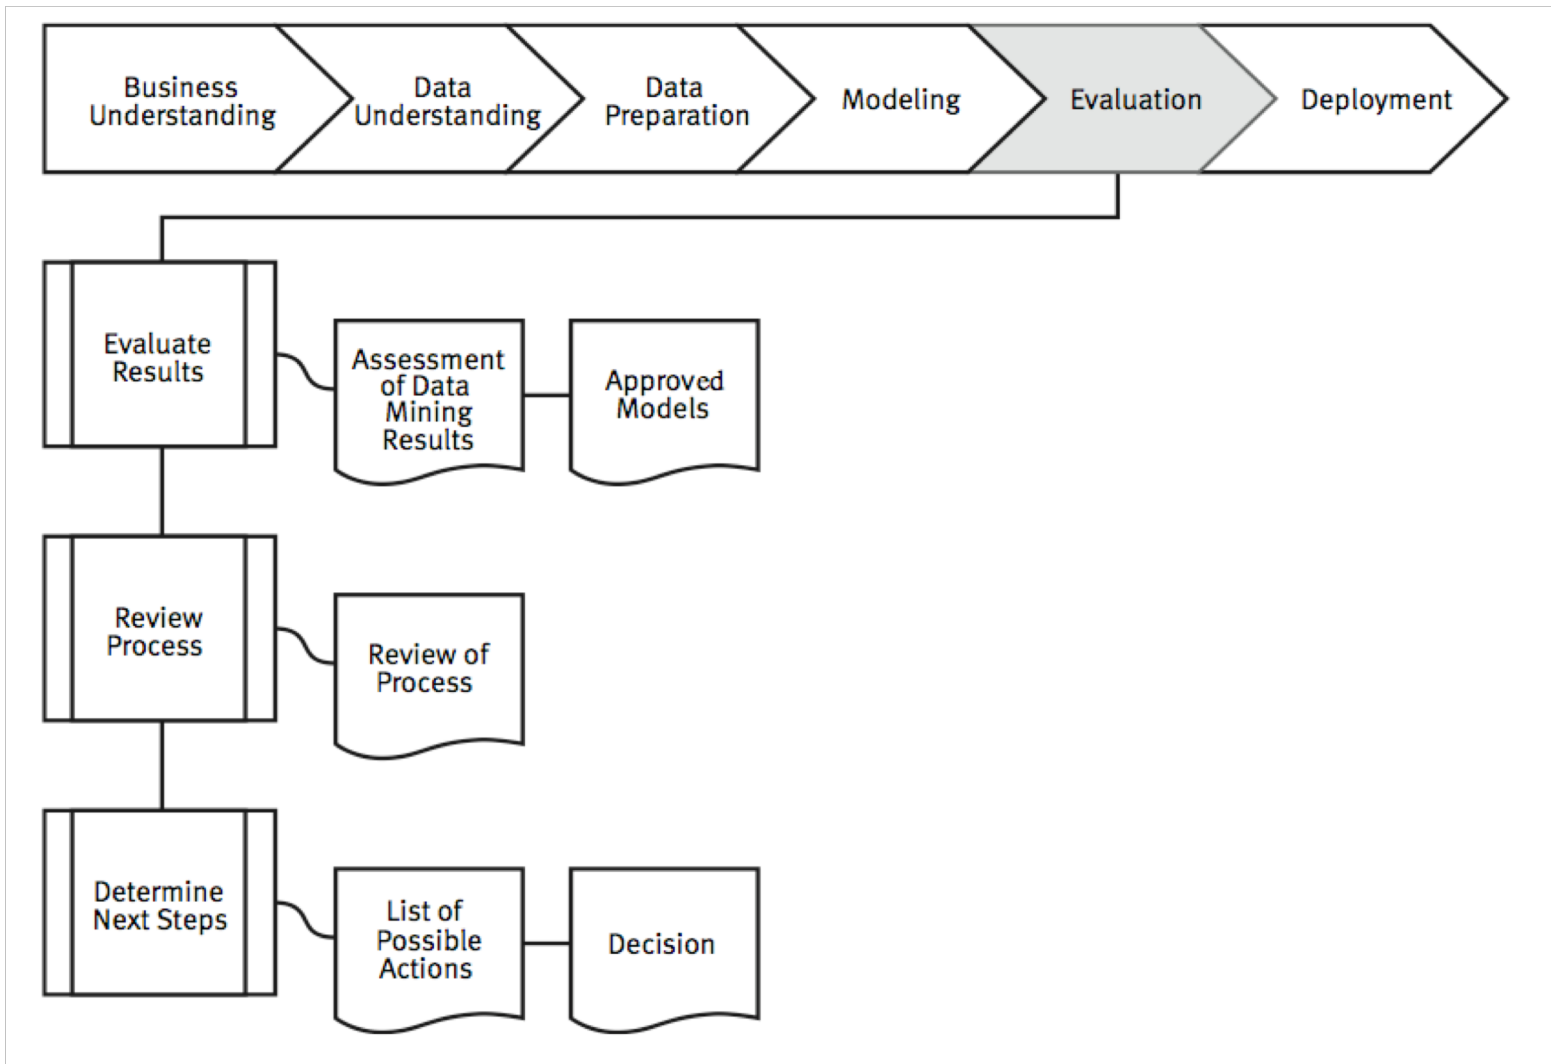 Business
Understanding
Data
Understanding
Data
Preparation
Modeling
Evaluation
Deployment
Evaluate
Results
Assessment
of Data
Mining
Results
Approved
Models
Review
Process
Review of
Process
Determine
Next Steps
List of
Possible
Actions
Decision